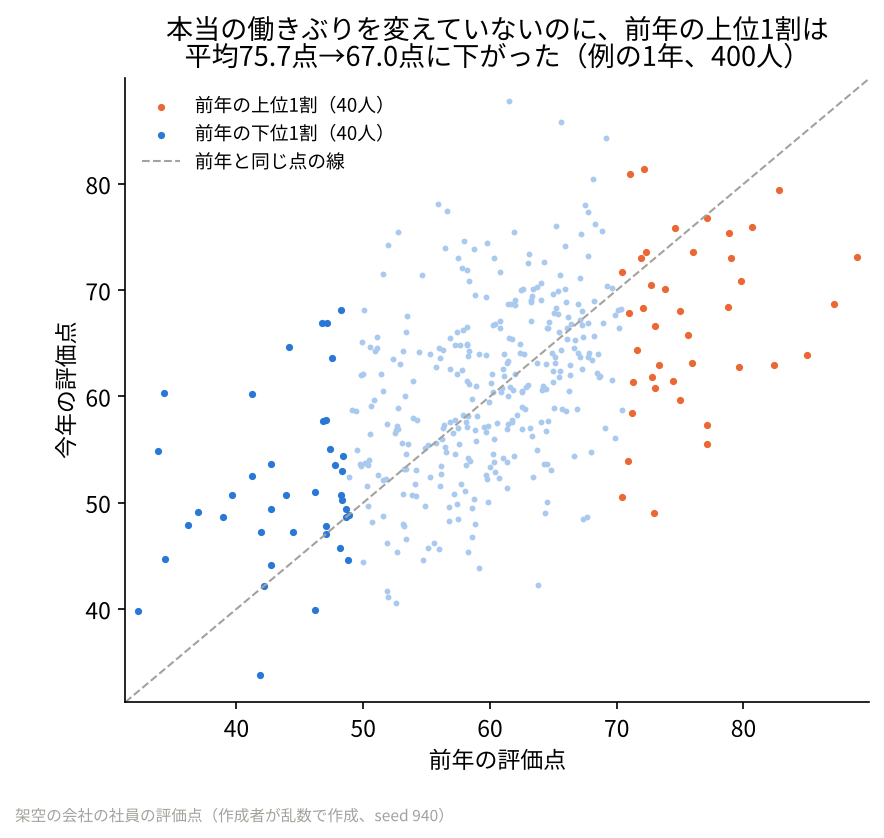 本当の働きぶりを変えていないのに、前年の上位1割は
平均75.7点→67.0点に下がった（例の1年、400人）
前年の上位1割（40人）
前年の下位1割（40人）
前年と同じ点の線
今年の評価点
80
70
60
50
40
40
50
60
70
80
前年の評価点
架空の会社の社員の評価点（作成者が乱数で作成、seed 940）